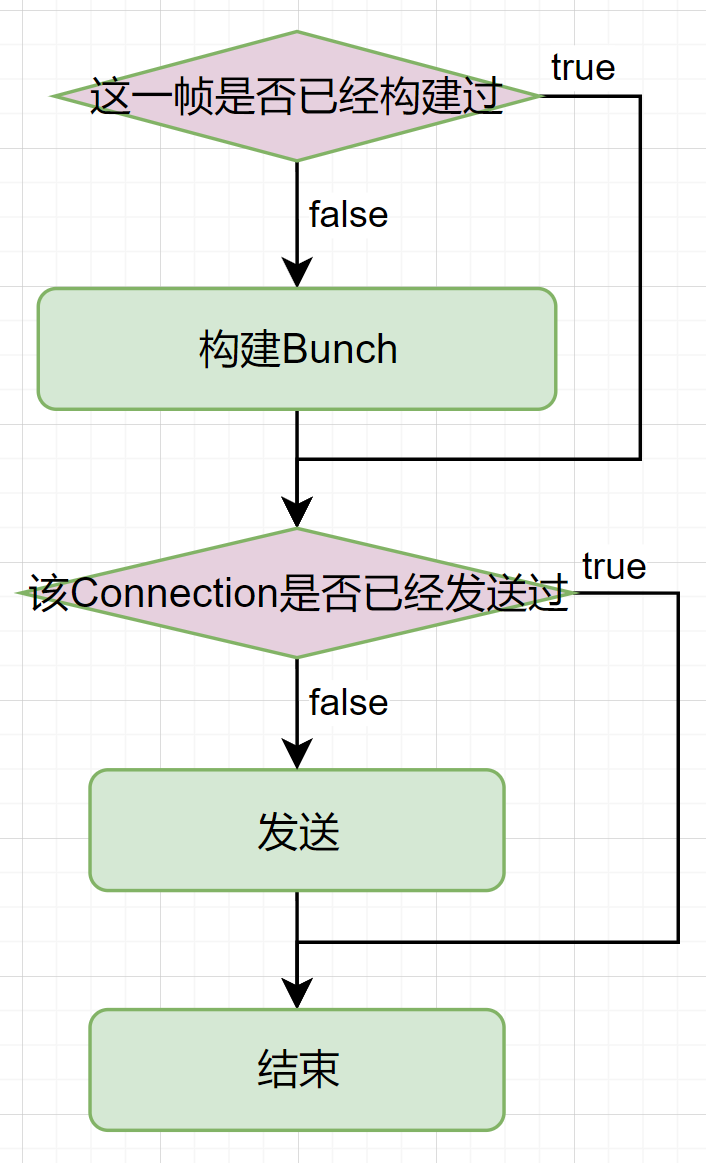 这一帧是否已经构建过
true
false
构建Bunch
该Connection是否已经发送过
true
false
发送
结束